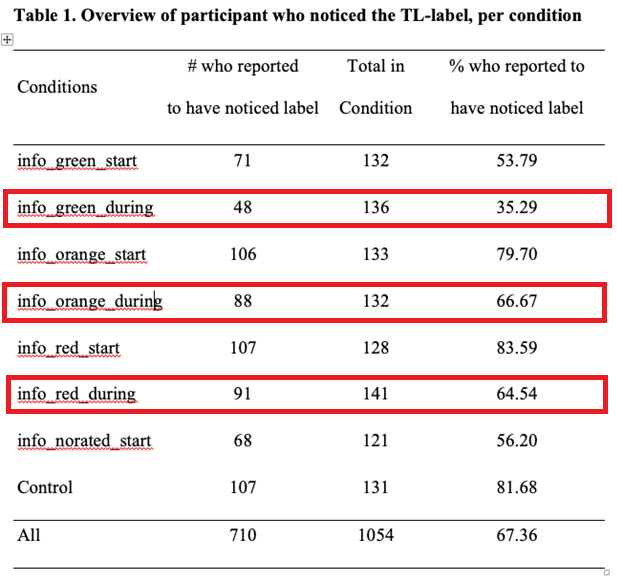 Table 1. Overview of participant who noticed the TL-label, per condition
Conditions # who reported to have noticed label Total in Condition % who reported to have noticed label
info_green_start 71 132 53.79
info_green_during 48 136 35.29
info_orange_start 106 133 79.70
info_orange_during 88 132 66.67
info_red_start 107 128 83.59
info_red_during 91 141 64.54
info_norated_start 68 121 56.20
Control 107 131 81.68
All 710 1054 67.36